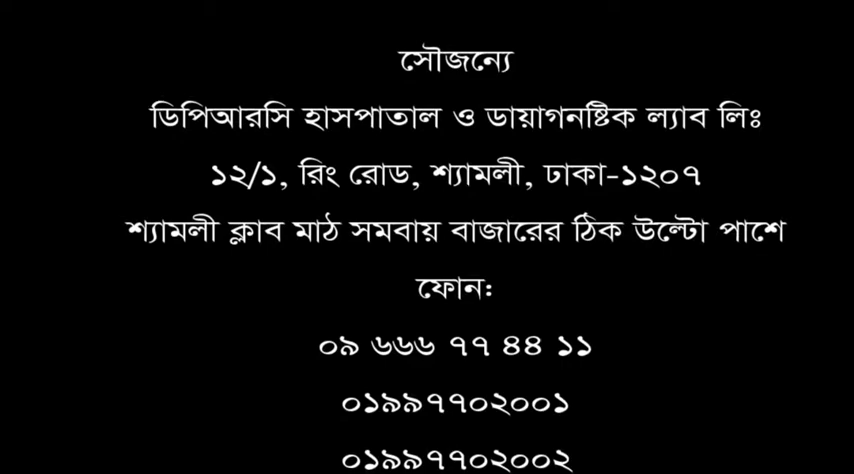 সৌজন্যে
ডিপিআরসি হাসপাতাল ও ডায়াগনষ্টিক ল্যাব লিঃ
১২/১, রিং রোড, শ্যামলী, ঢাকা-১২০৭
শ্যামলী ক্লাব মাঠ সমবায় বাজারের ঠিক উল্টো পাশে
ফোন:
০৯ ৬৬৬ ৭৭ ৪৪ ১১
০১৯৯৭৭০২০০১
০১৯৯৭৭০২০০২